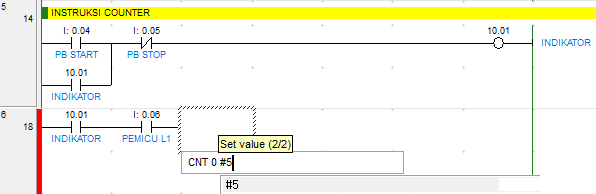 5
14
INSTRUKSI COUNTER
I: 0.04
I: 0.05
10.01
PB START
PB STOP
INDIKATOR
10.01
INDIKATOR
6
18
10.01
I: 0.06
INDIKATOR
PEMICU L1
Set value (2/2)
CNT 0 #5
#5